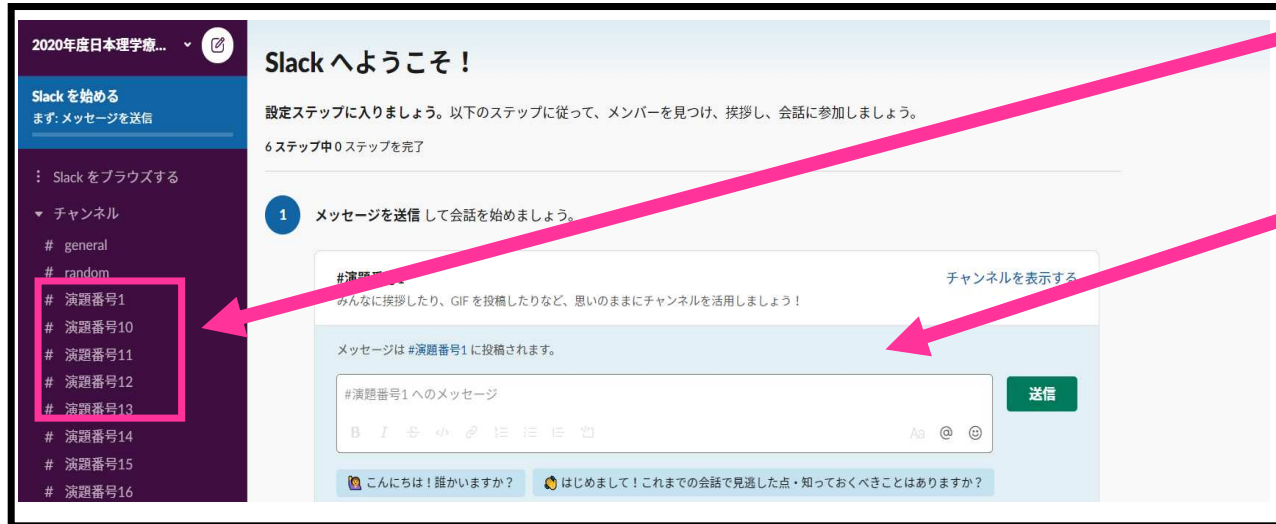 2020年度日本理学療...
Slack を始める
まず: メッセージを送信
Slack をブラウズする
チャンネル
# general
# random
# 演題番号1
# 演題番号10
# 演題番号11
# 演題番号12
# 演題番号13
# 演題番号14
# 演題番号15
# 演題番号16
Slack へようこそ！
設定ステップに入りましょう。以下のステップに従って、メンバーを見つけ、挨拶し、会話に参加しましょう。
6 ステップ中 0 ステップを完了
1 メッセージを送信 して会話を始めましょう。
#演題番号1
チャンネルを表示する
みんなに挨拶したり、GIF を投稿したりなど、思いのままにチャンネルを活用しましょう！
メッセージは #演題番号1 に投稿されます。
#演題番号1 へのメッセージ
送信
B I S </> Aa @
こんにちは！誰かいますか？ はじめまして！これまでの会話で見逃した点・知っておくべきことはありますか？